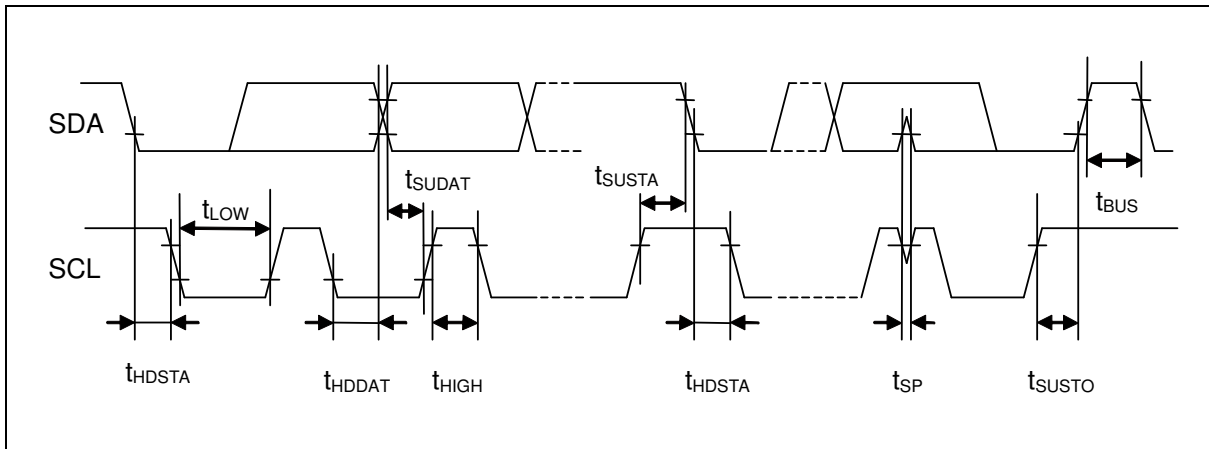 SDA
tSUDAT
tSUSTA
tBUS
tLOW
SCL
tHDSTA
tHDDAT
tHIGH
tHDSTA
tSP
tSUSTO